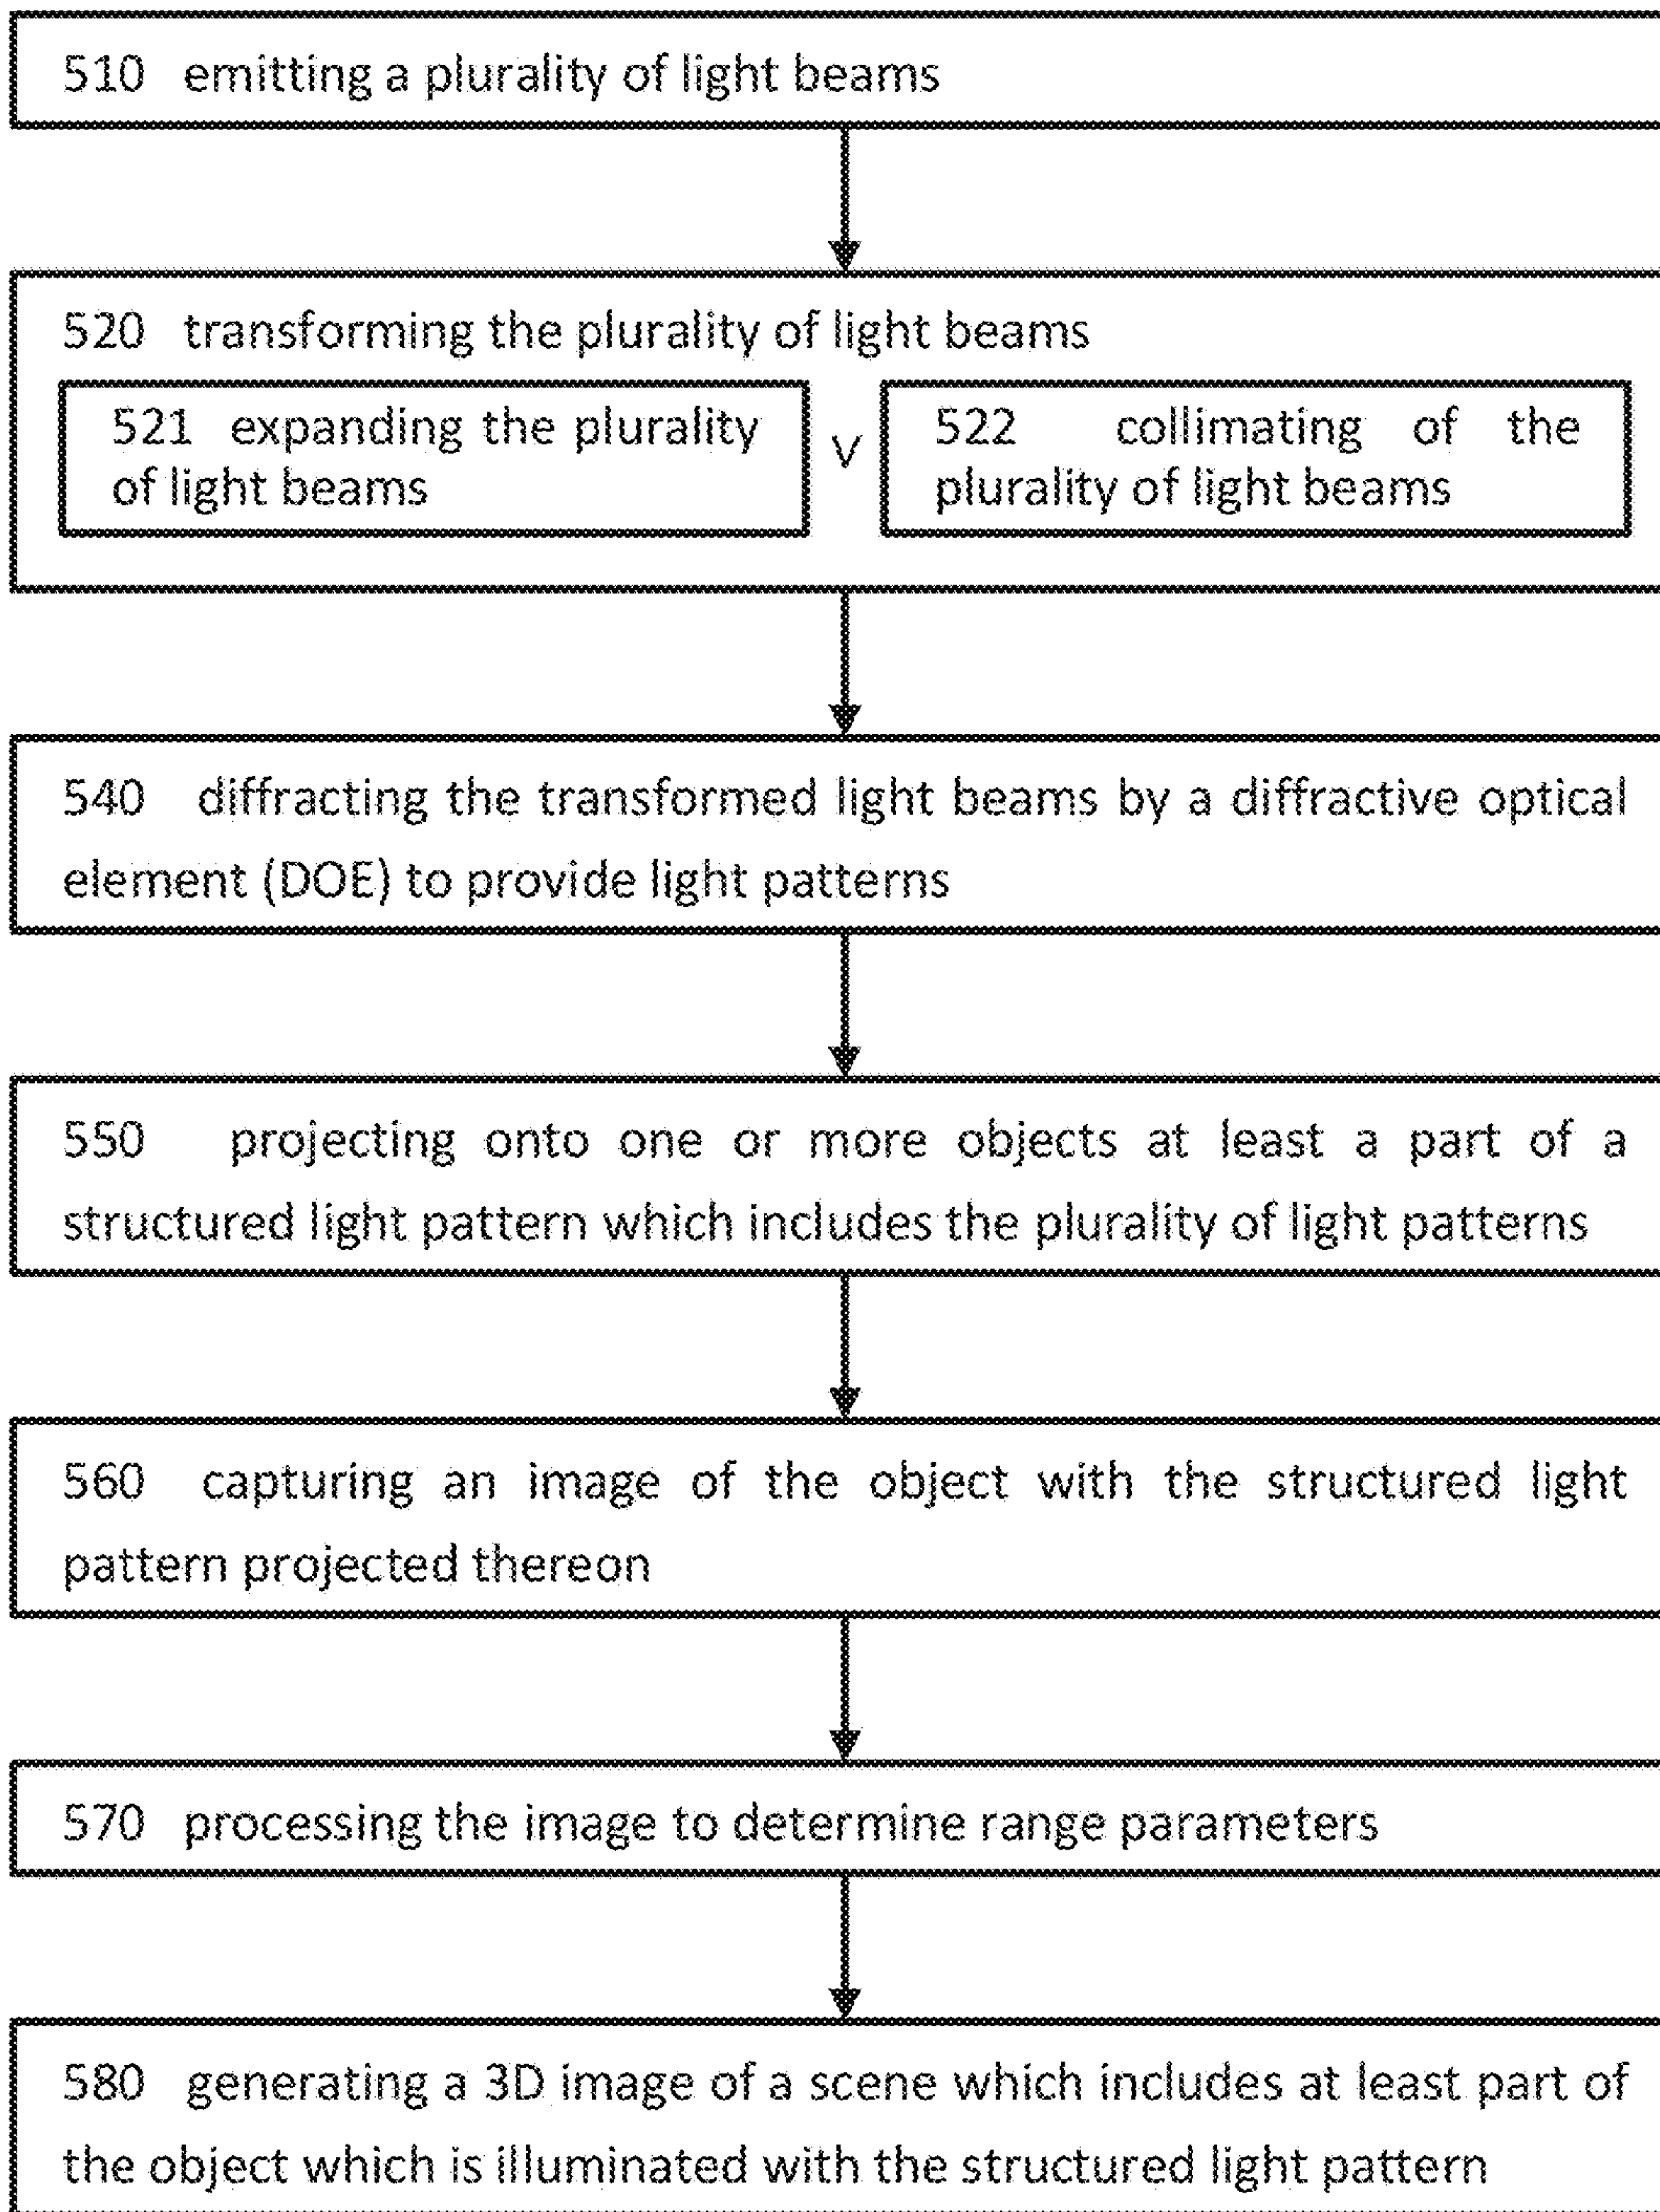 510 emitting a plurality of light beams
520 transforming the plurality of light beams
521 expanding the plurality
of light beams
V
522 collimating of the
plurality of light beams
540 diffracting the transformed light beams by a diffractive optical
element (DOE) to provide light patterns
550 projecting onto one or more objects at least a part of a
structured light pattern which includes the plurality of light patterns
560 capturing an image of the object with the structured light
pattern projected thereon
570 processing the image to determine range parameters
580 generating a 3D image of a scene which includes at least part of
the object which is illuminated with the structured light pattern